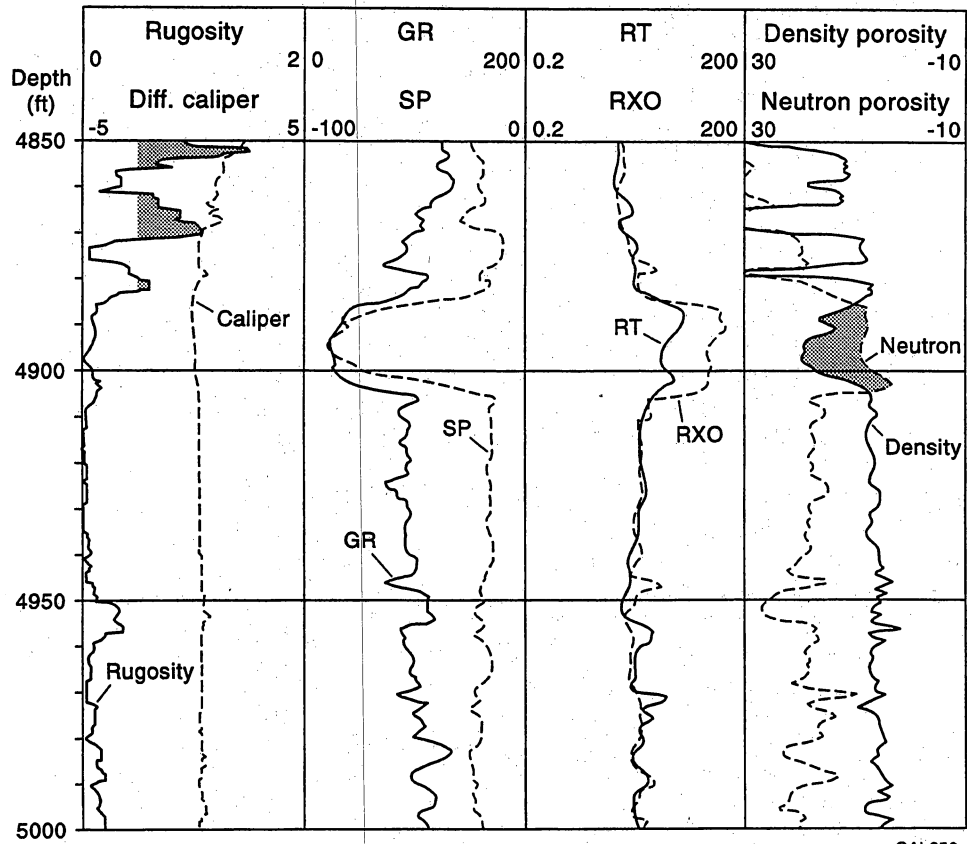 Rugosity GR RT Density porosity
0 2 0 200 0.2 200 30 -10
Depth
(ft)
Diff. caliper SP RXO Neutron porosity
-5 5 -100 0 0.2 200 30 -10
4850
Caliper
RT
Neutron
4900
SP
RXO
Density
GR
4950
Rugosity
5000